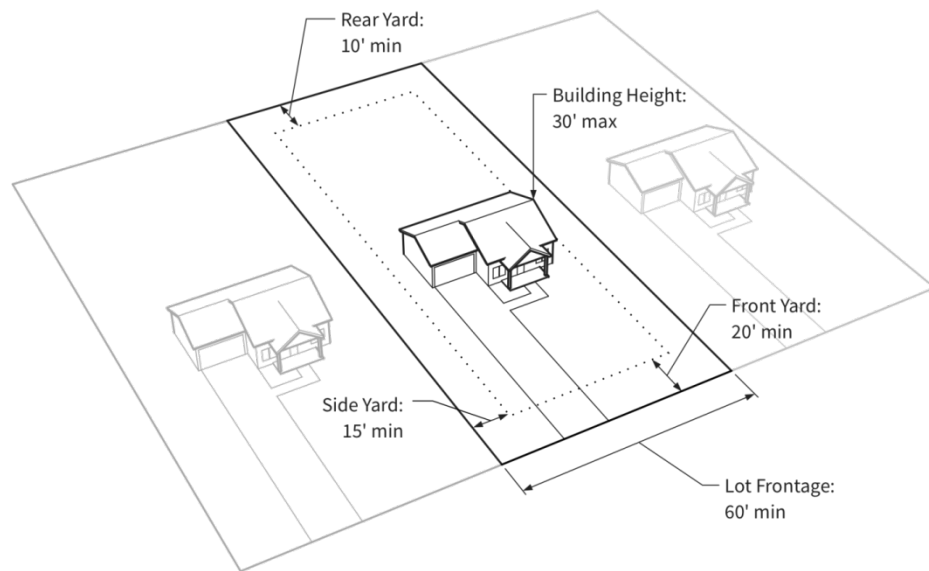 Rear Yard:
10' min
Building Height:
30' max
Front Yard:
20' min
Side Yard:
15' min
Lot Frontage:
60' min